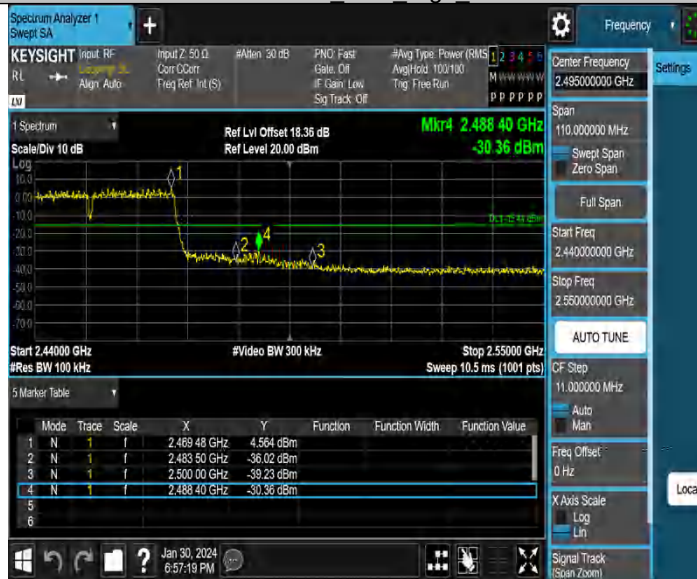 Spectrum Analyzer 1
Swept SA
+
Frequency
KEYSIGHT Input: RF
RL
Align: Auto
Input Z: 50 Ω
Corr CCorr
Freq Ref: Int (S)
#Atten: 30 dB
PNO: Fast
Gate: Off
IF Gain: Low
Sig Track: Off
#Avg Type: Power (RMS
Avg|Hold: 100/100
Trig: Free Run
1 2 3 4 5 6
M W W W W W
P P P P P P
LXI
1 Spectrum
Scale/Div 10 dB
Log
Ref Lvl Offset 18.36 dB
Ref Level 20.00 dBm
Mkr4 2.488 40 GHz
-30.36 dBm
10.0
0.00
-10.0
-20.0
-30.0
-40.0
-50.0
-60.0
-70.0
1
2
4
3
Start 2.44000 GHz
#Res BW 100 kHz
#Video BW 300 kHz
Stop 2.55000 GHz
Sweep 10.5 ms (1001 pts)
5 Marker Table
Mode Trace Scale X Y Function Function Width Function Value
1 N 1 f 2.469 48 GHz 4.564 dBm
2 N 1 f 2.483 50 GHz -36.02 dBm
3 N 1 f 2.500 00 GHz -39.23 dBm
4 N 1 f 2.488 40 GHz -30.36 dBm
5
6
Jan 30, 2024
6:57:19 PM
?
Center Frequency
2.495000000 GHz
Settings
Span
110.000000 MHz
Swept Span
Zero Span
Full Span
Start Freq
2.440000000 GHz
Stop Freq
2.550000000 GHz
AUTO TUNE
CF Step
11.000000 MHz
Auto
Man
Freq Offset
0 Hz
Loca
X Axis Scale
Log
Lin
Signal Track
(Span Zoom)